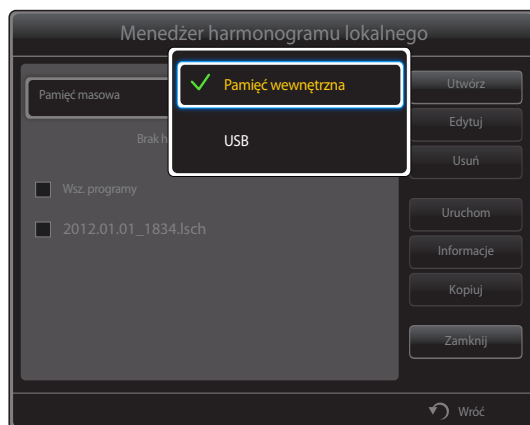 Menedżer harmonogramu lokalnego
Pamięć masowa
Pamięć wewnętrzna
USB
Brak h
Wsz. programy
2012.01.01_1834.lsch
Utwórz
Edytuj
Usuń
Uruchom
Informacje
Kopiuj
Zamknij
Wróć